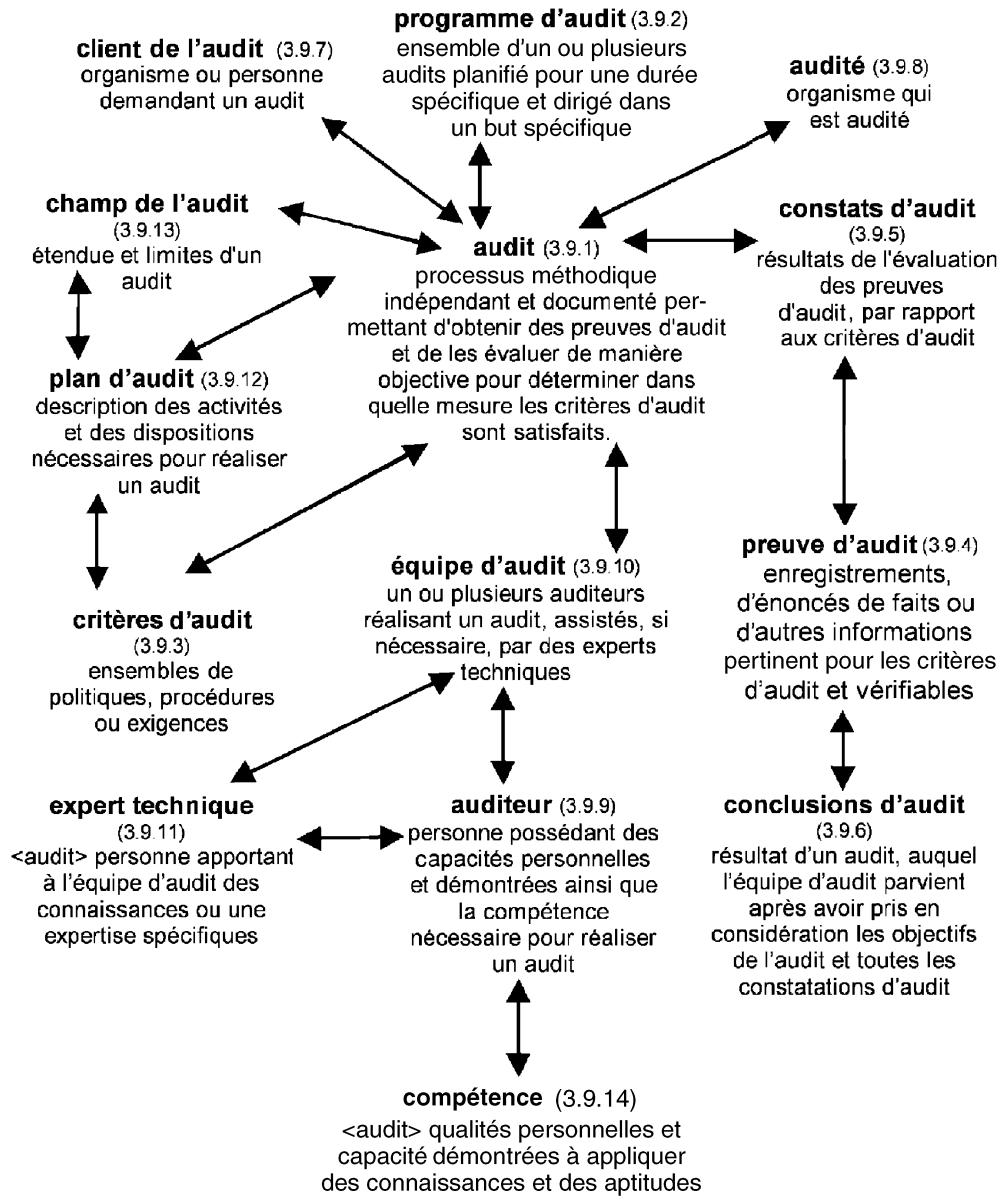 client de l'audit (3.9.7)
organisme ou personne
demandant un audit
programme d'audit (3.9.2)
ensemble d'un ou plusieurs
audits planifié pour une durée
spécifique et dirigé dans
un but spécifique
audité (3.9.8)
organisme qui
est audité
champ de l'audit
(3.9.13)
étendue et limites d'un
audit
audit (3.9.1)
processus méthodique
indépendant et documenté per-
mettant d'obtenir des preuves d'audit
et de les évaluer de manière
objective pour déterminer dans
quelle mesure les critères d'audit
sont satisfaits.
constats d'audit
(3.9.5)
résultats de l'évaluation
des preuves
d'audit, par rapport
aux critères d'audit
plan d'audit (3.9.12)
description des activités
et des dispositions
nécessaires pour réaliser
un audit
critères d'audit
(3.9.3)
ensembles de
politiques, procédures
ou exigences
équipe d'audit (3.9.10)
un ou plusieurs auditeurs
réalisant un audit, assistés, si
nécessaire, par des experts
techniques
preuve d'audit (3.9.4)
enregistrements,
d'énoncés de faits ou
d'autres informations
pertinent pour les critères
d'audit et vérifiables
expert technique
(3.9.11)
<audit> personne apportant
à l'équipe d'audit des
connaissances ou une
expertise spécifiques
auditeur (3.9.9)
personne possédant des
capacités personnelles
et démontrées ainsi que
la compétence
nécessaire pour réaliser
un audit
conclusions d'audit
(3.9.6)
résultat d'un audit, auquel
l'équipe d'audit parvient
après avoir pris en
considération les objectifs
de l'audit et toutes les
constatations d'audit
compétence (3.9.14)
<audit> qualités personnelles et
capacité démontrées à appliquer
des connaissances et des aptitudes